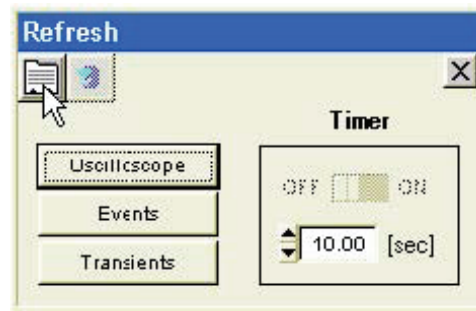 Refresh
Timer
Oscilloscope
OFF ON
Events
10.00 [sec]
Transients